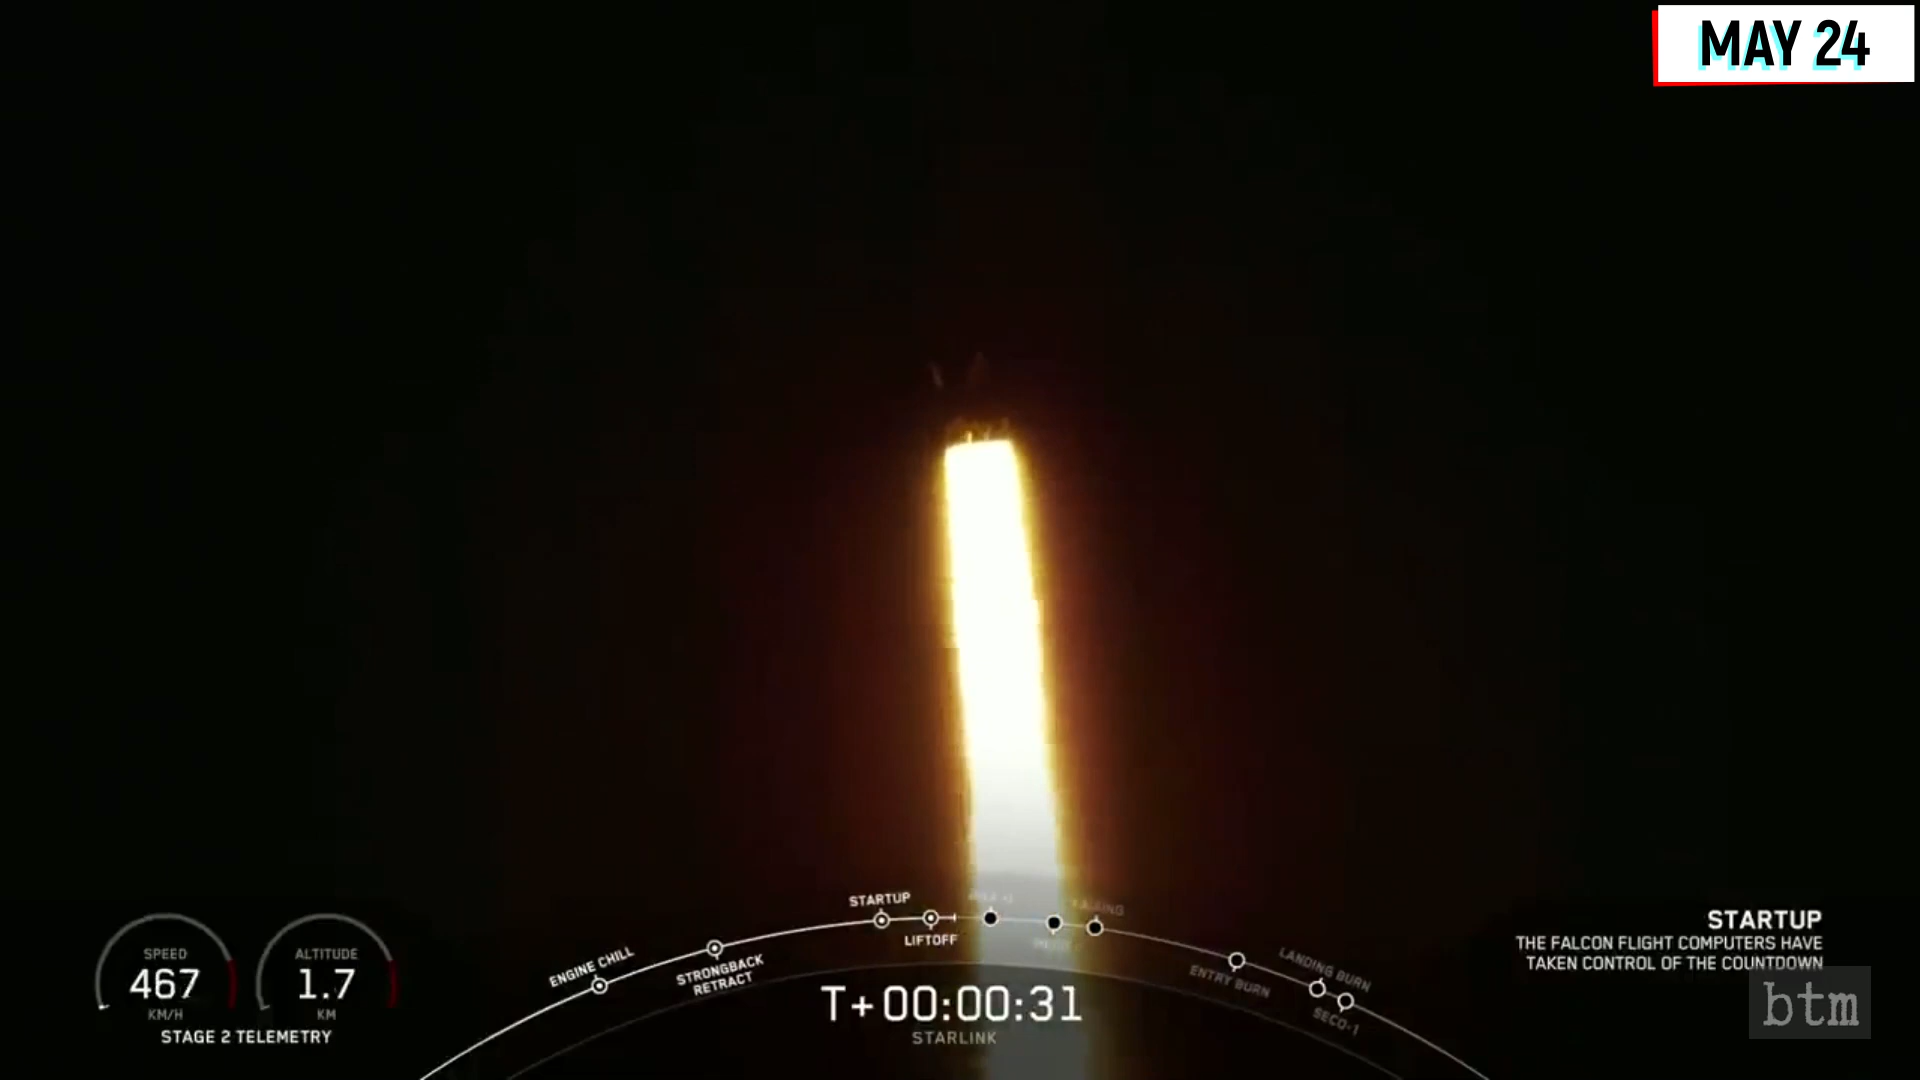 MAY 24
STARTUP
LIFTOFF
ENGINE CHILL
STRONGBACK
RETRACT
ENTRY BURN
LANDING BURN
SECO-1
SPEED
467
KM/H
ALTITUDE
1.7
KM
STAGE 2 TELEMETRY
T+00:00:31
STARLINK
STARTUP
THE FALCON FLIGHT COMPUTERS HAVE
TAKEN CONTROL OF THE COUNTDOWN
btm